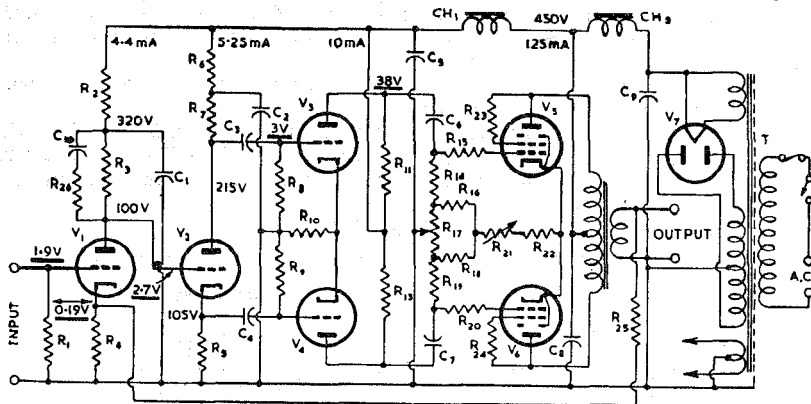 CH₁
450V
CH₂
4·4mA
5·25mA
10mA
125mA
R₂
R₆
C₅
38V
V₃
V₅
C₉
V₇
T
320V
R₇
C₂
C₃
3V
C₆
R₂₃
C₁₀
R₃
C₁
R₁₁
R₁₅
R₂₆
215V
R₈
R₁₄
R₁₆
100V
R₁₀
R₁₇
R₂₁
R₂₂
OUTPUT
V₁
V₂
1·9V
R₉
R₁₈
A.C.
2·7V
R₁₃
R₁₉
0·19V
105V
C₄
R₂₀
R₂₅
INPUT
R₁
R₄
R₅
V₄
C₇
R₂₄
V₆
C₈